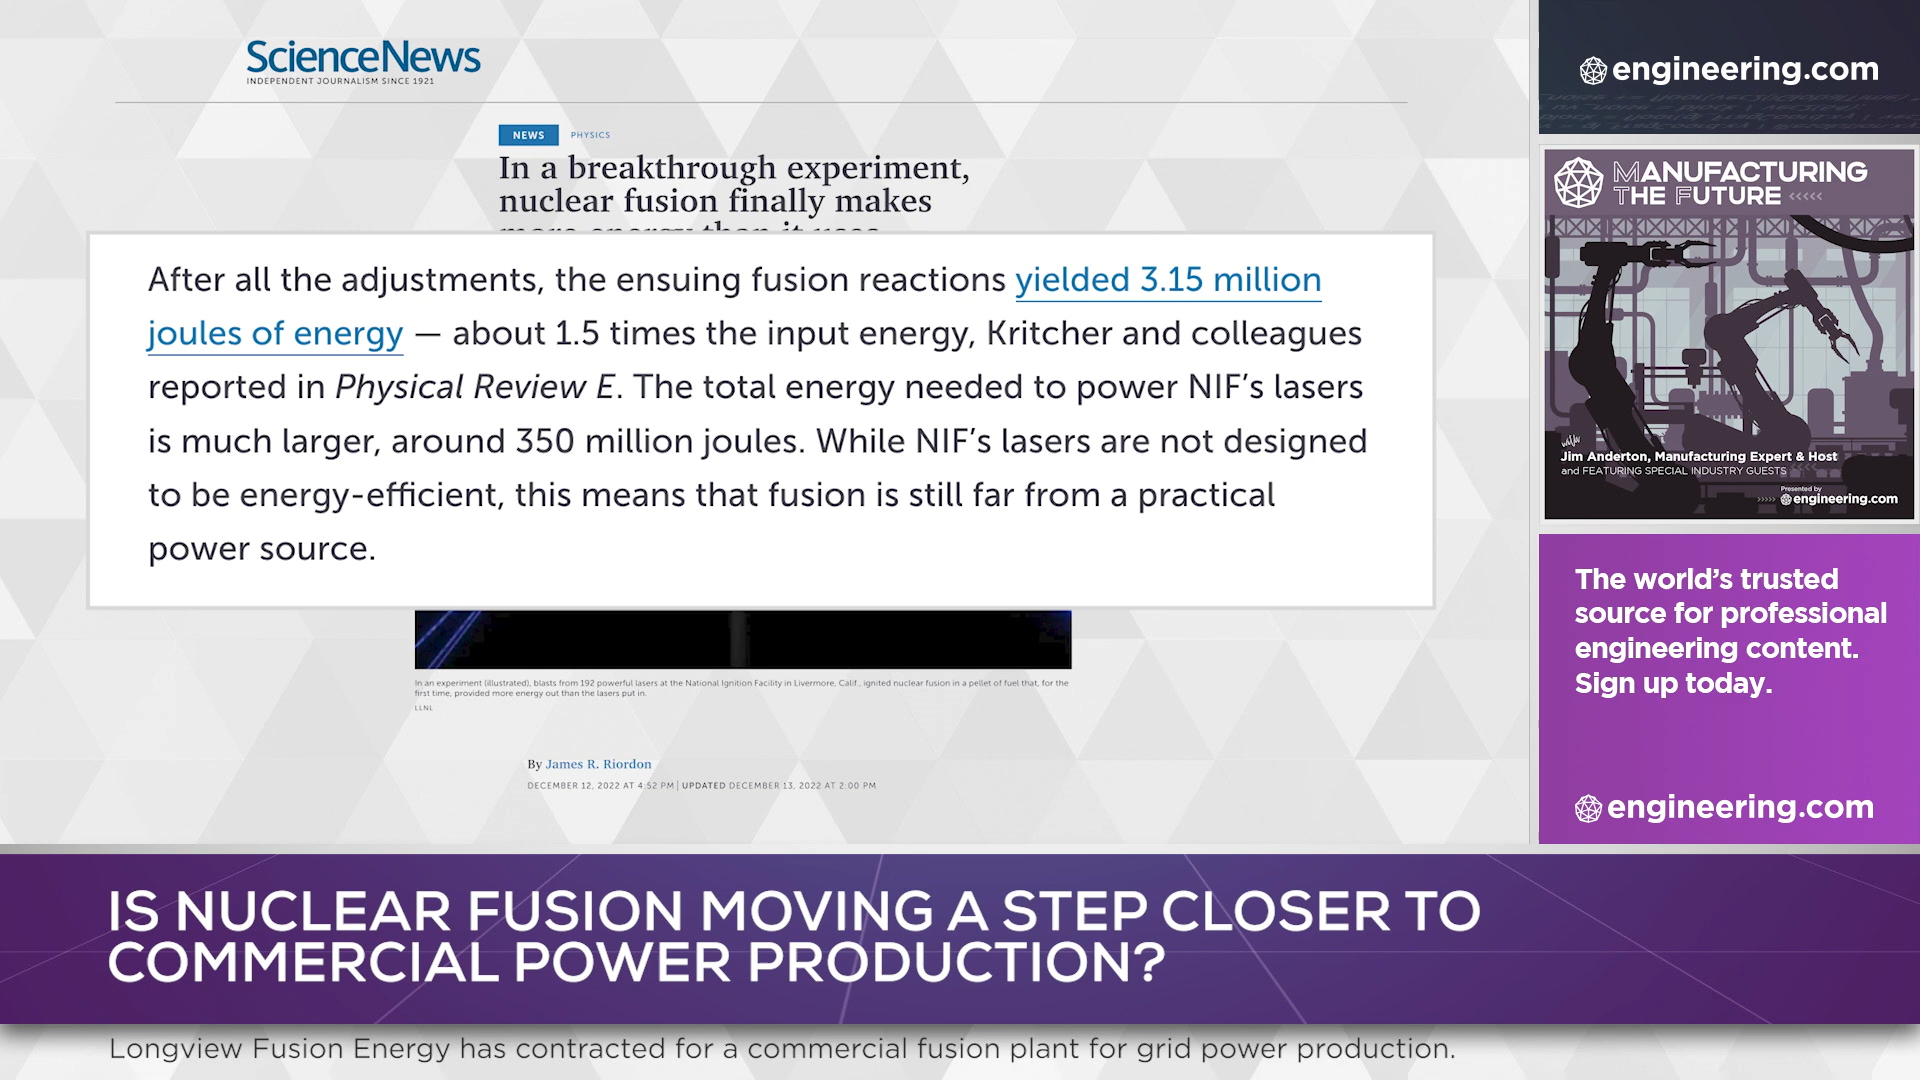 ScienceNews
INDEPENDENT JOURNALISM SINCE 1921
NEWS PHYSICS
In a breakthrough experiment,
nuclear fusion finally makes
more energy than it uses
After all the adjustments, the ensuing fusion reactions yielded 3.15 million
joules of energy — about 1.5 times the input energy, Kritcher and colleagues
reported in Physical Review E. The total energy needed to power NIF’s lasers
is much larger, around 350 million joules. While NIF’s lasers are not designed
to be energy-efficient, this means that fusion is still far from a practical
power source.
In an experiment (illustrated), blasts from 192 powerful lasers at the National Ignition Facility in Livermore, Calif., ignited nuclear fusion in a pellet of fuel that, for the
first time, provided more energy out than the lasers put in.
LLNL
By James R. Riordon
DECEMBER 12, 2022 AT 4:52 PM | UPDATED DECEMBER 13, 2022 AT 2:00 PM
engineering.com
MANUFACTURING
THE FUTURE <<<<<
with
Jim Anderton, Manufacturing Expert & Host
and FEATURING SPECIAL INDUSTRY GUESTS
Presented by
>>>>> engineering.com
The world’s trusted
source for professional
engineering content.
Sign up today.
engineering.com
IS NUCLEAR FUSION MOVING A STEP CLOSER TO
COMMERCIAL POWER PRODUCTION?
Longview Fusion Energy has contracted for a commercial fusion plant for grid power production.